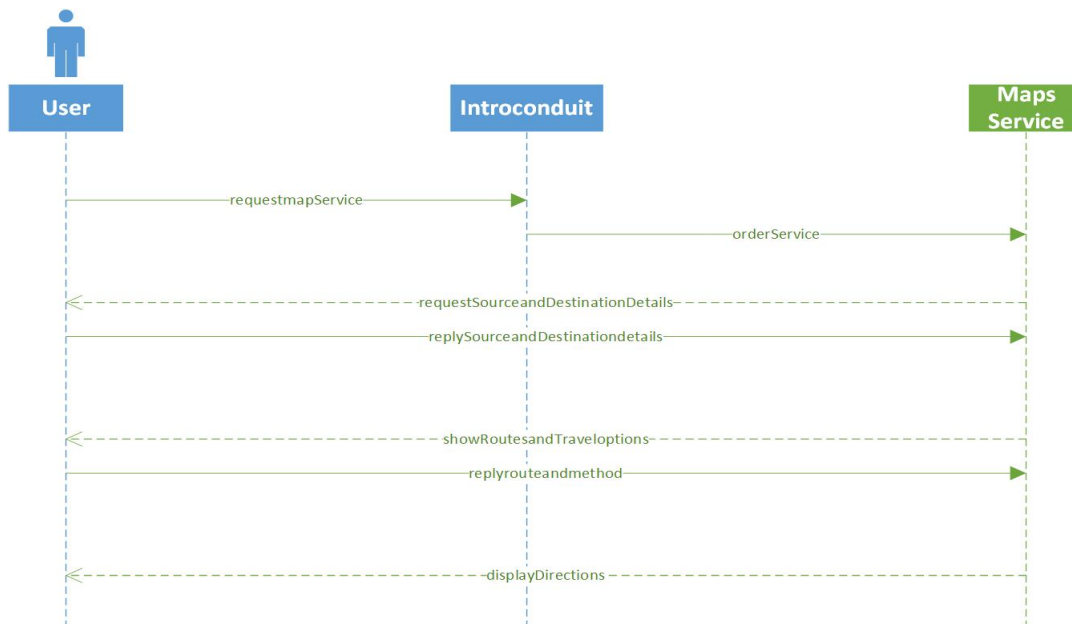 User
Introconduit
Maps
Service
requestmapService
orderService
requestSourceandDestinationDetails
replySourceandDestinationdetails
showRoutesandTraveloptions
replyrouteandmethod
displayDirections